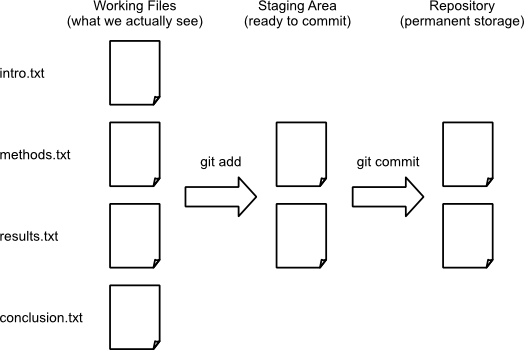 Working Files
(what we actually see)
Staging Area
(ready to commit)
Repository
(permanent storage)
intro.txt
methods.txt
git add
git commit
results.txt
conclusion.txt